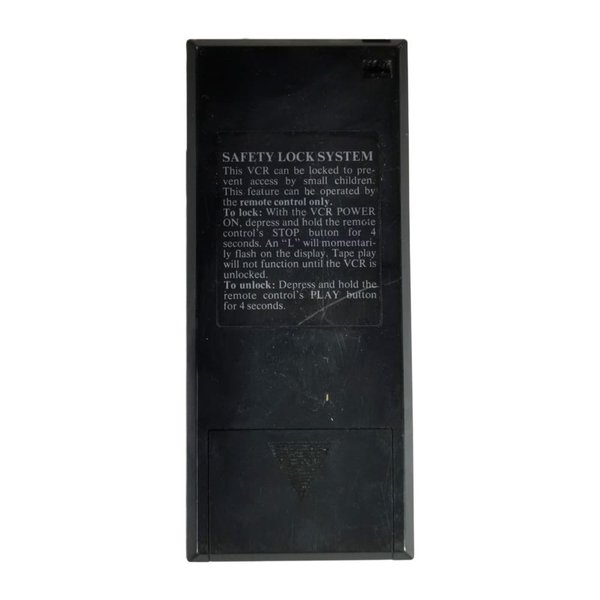 SAFETY LOCK SYSTEM
This VCR can be locked to pre-
vent access by small children.
This feature can be operated by
the remote control only.
To lock: With the VCR POWER
ON, depress and hold the remote
control's STOP button for 4
seconds. An "L" will momentari-
ly flash on the display. Tape play
will not function until the VCR is
unlocked.
To unlock: Depress and hold the
remote control's PLAY button
for 4 seconds.